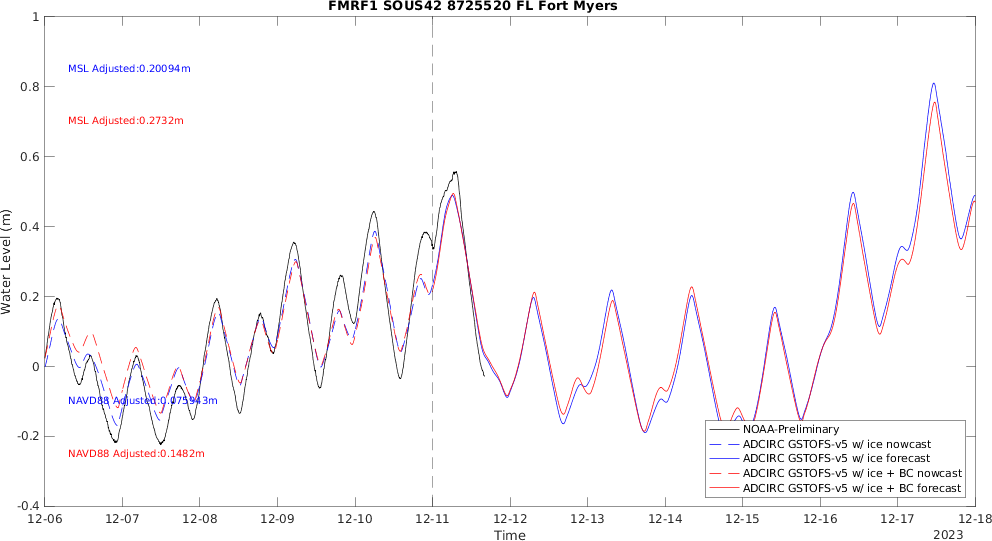 FMRF1 SOUS42 8725520 FL Fort Myers
1
0.8
0.6
0.4
0.2
0
-0.2
-0.4
Water Level (m)
MSL Adjusted:0.20094m
MSL Adjusted:0.2732m
NAVD88 Adjusted:0.075943m
NAVD88 Adjusted:0.1482m
NOAA-Preliminary
ADCIRC GSTOFS-v5 w/ ice nowcast
ADCIRC GSTOFS-v5 w/ ice forecast
ADCIRC GSTOFS-v5 w/ ice + BC nowcast
ADCIRC GSTOFS-v5 w/ ice + BC forecast
12-06 12-07 12-08 12-09 12-10 12-11 12-12 12-13 12-14 12-15 12-16 12-17 12-18
Time
2023